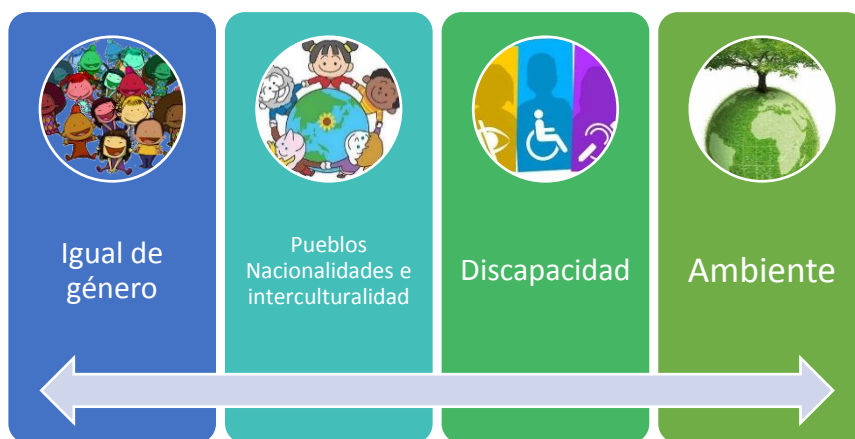 Igual de
género
Pueblos
Nacionalidades e
interculturalidad
Discapacidad
Ambiente